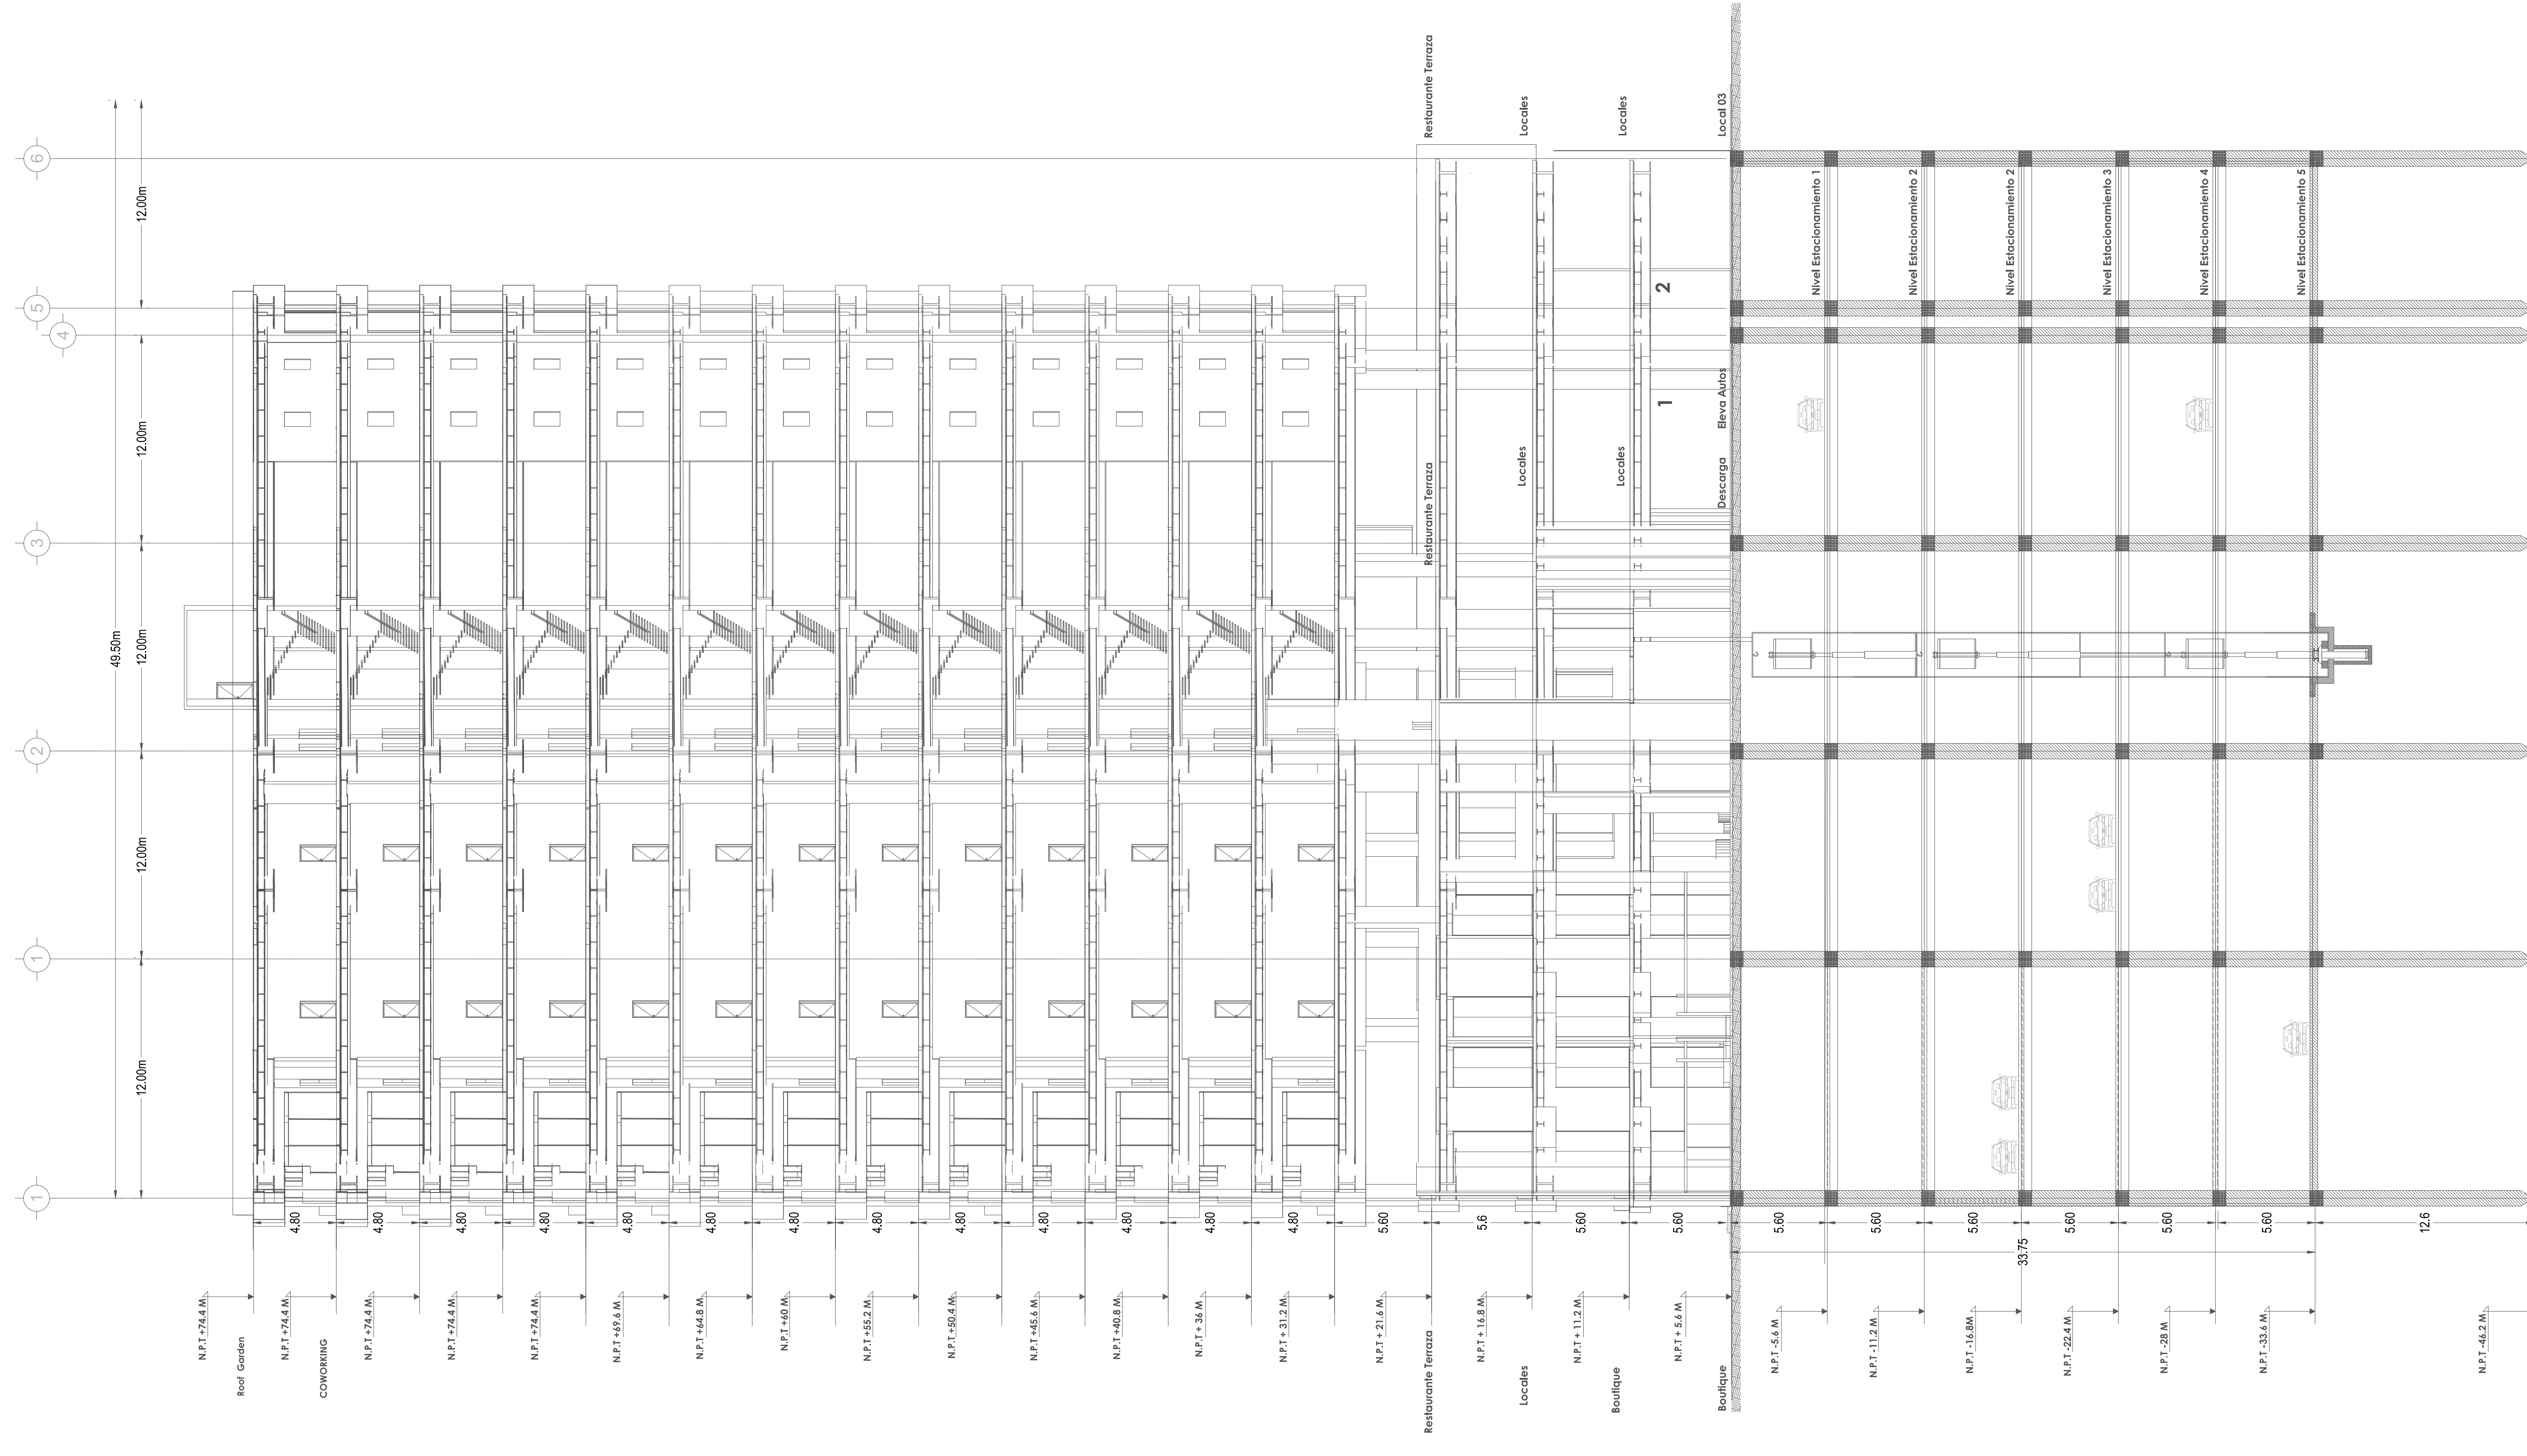 1
1
2
3
4
5
6
49.50m
12.00m
12.00m
12.00m
12.00m
12.00m
N.P.T +74.4 M
Roof Garden
4.80
N.P.T +74.4 M
COWORKING
4.80
N.P.T +74.4 M
4.80
N.P.T +74.4 M
4.80
N.P.T +74.4 M
4.80
N.P.T +69.6 M
4.80
N.P.T +64.8 M
4.80
N.P.T +60 M
4.80
N.P.T +55.2 M
4.80
N.P.T +50.4 M
4.80
N.P.T +45.6 M
4.80
N.P.T +40.8 M
4.80
N.P.T + 36 M
4.80
N.P.T + 31.2 M
5.60
N.P.T + 21.6 M
Restaurante Terraza
Restaurante Terraza
Restaurante Terraza
5.6
N.P.T + 16.8 M
Locales
Locales
Locales
5.60
N.P.T + 11.2 M
Boutique
Locales
Locales
5.60
N.P.T + 5.6 M
1
2
Boutique
Descarga
Eleva Autos
Local 03
5.60
N.P.T -5.6 M
Nivel Estacionamiento 1
5.60
N.P.T -11.2 M
Nivel Estacionamiento 2
5.60
N.P.T -16.8M
Nivel Estacionamiento 2
33.75
5.60
N.P.T -22.4 M
Nivel Estacionamiento 3
5.60
N.P.T -28 M
Nivel Estacionamiento 4
5.60
N.P.T -33.6 M
Nivel Estacionamiento 5
12.6
N.P.T -46.2 M